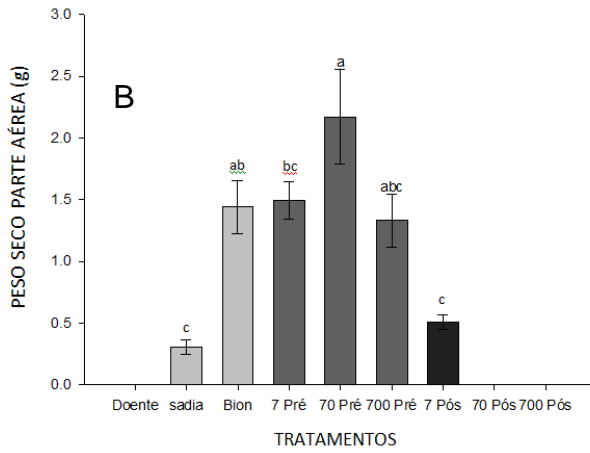 B
PESO SECO PARTE AÉREA (g)
3.0
2.5
2.0
1.5
1.0
0.5
0.0
c
ab
bc
a
abc
c
Doente sadia Bion 7 Pré 70 Pré 700 Pré 7 Pós 70 Pós 700 Pós
TRATAMENTOS